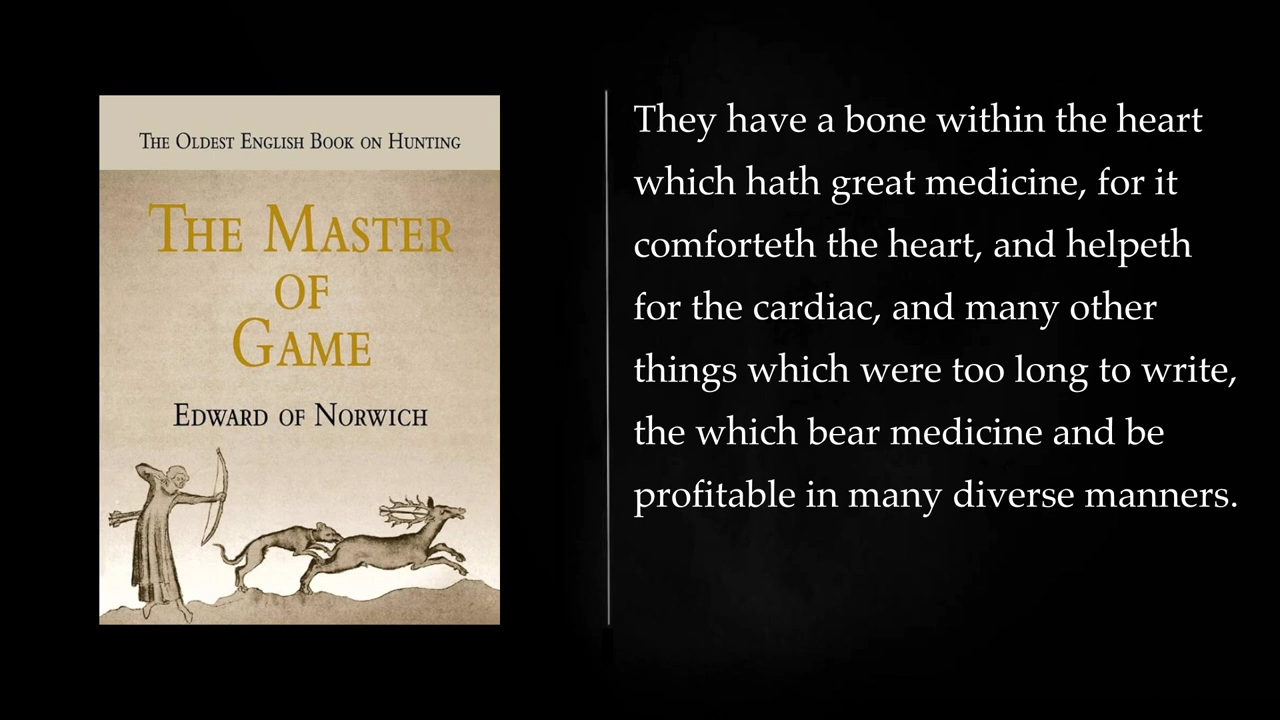 The Oldest English Book on Hunting
The Master
of
Game
Edward of Norwich
They have a bone within the heart
which hath great medicine, for it
comforteth the heart, and helpeth
for the cardiac, and many other
things which were too long to write,
the which bear medicine and be
profitable in many diverse manners.